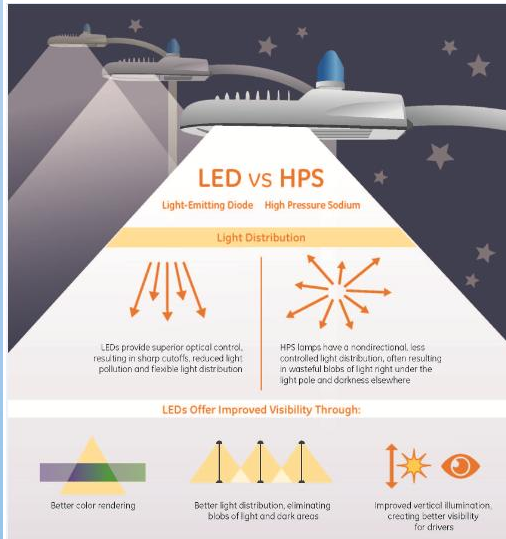 LED vs HPS
Light-Emitting Diode High Pressure Sodium
Light Distribution
LEDs provide superior optical control,
resulting in sharp cutoffs, reduced light
pollution and flexible light distribution
HPS lamps have a nondirectional, less
controlled light distribution, often resulting
in wasteful blobs of light right under the
light pole and darkness elsewhere
LEDs Offer Improved Visibility Through:
Better color rendering
Better light distribution, eliminating
blobs of light and dark areas
Improved vertical illumination,
creating better visibility
for drivers